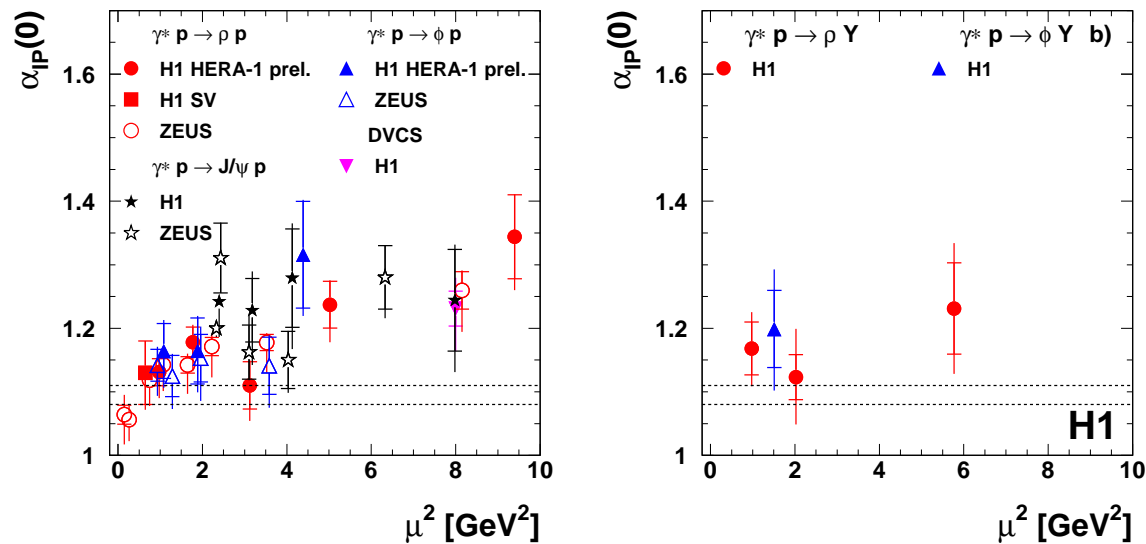 α_IP(0)
γ* p → ρ p
H1 HERA-1 prel.
H1 SV
ZEUS
γ* p → J/ψ p
H1
ZEUS
γ* p → ϕ p
H1 HERA-1 prel.
ZEUS
DVCS
H1
1.6
1.4
1.2
1
0 2 4 6 8 10
μ² [GeV²]
α_IP(0)
γ* p → ρ Y
γ* p → ϕ Y b)
H1
H1
1.6
1.4
1.2
1
H1
0 2 4 6 8 10
μ² [GeV²]